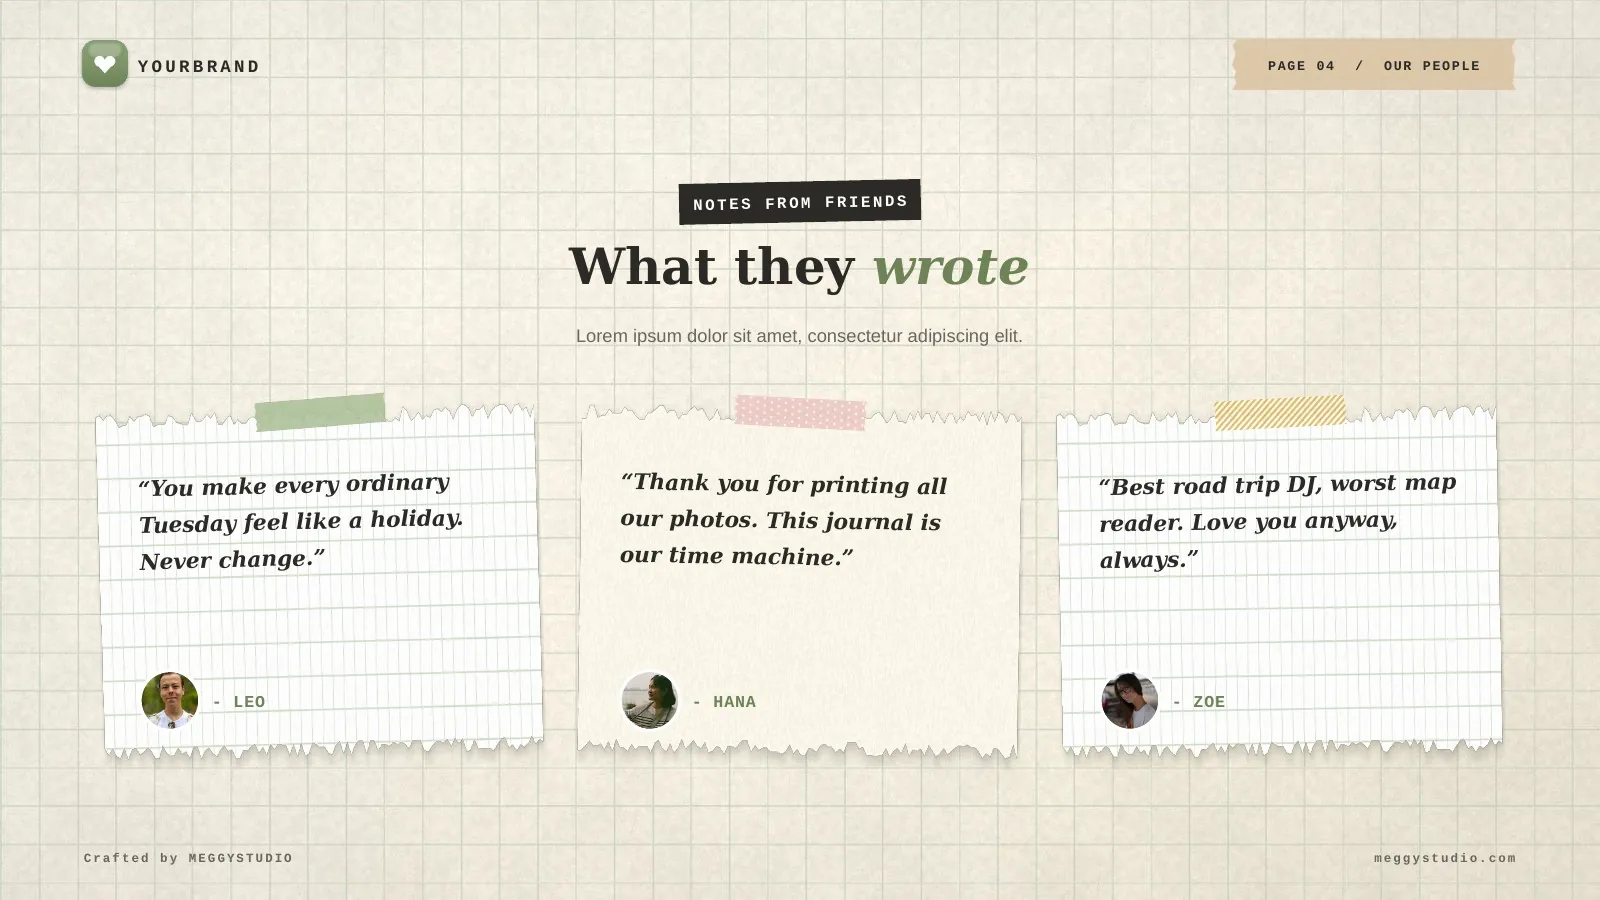 YOURBRAND
PAGE 04 / OUR PEOPLE
NOTES FROM FRIENDS
What they wrote
Lorem ipsum dolor sit amet, consectetur adipiscing elit.
“You make every ordinary
Tuesday feel like a holiday.
Never change.”
- LEO
“Thank you for printing all
our photos. This journal is
our time machine.”
- HANA
“Best road trip DJ, worst map
reader. Love you anyway,
always.”
- ZOE
Crafted by MEGGYSTUDIO
meggystudio.com